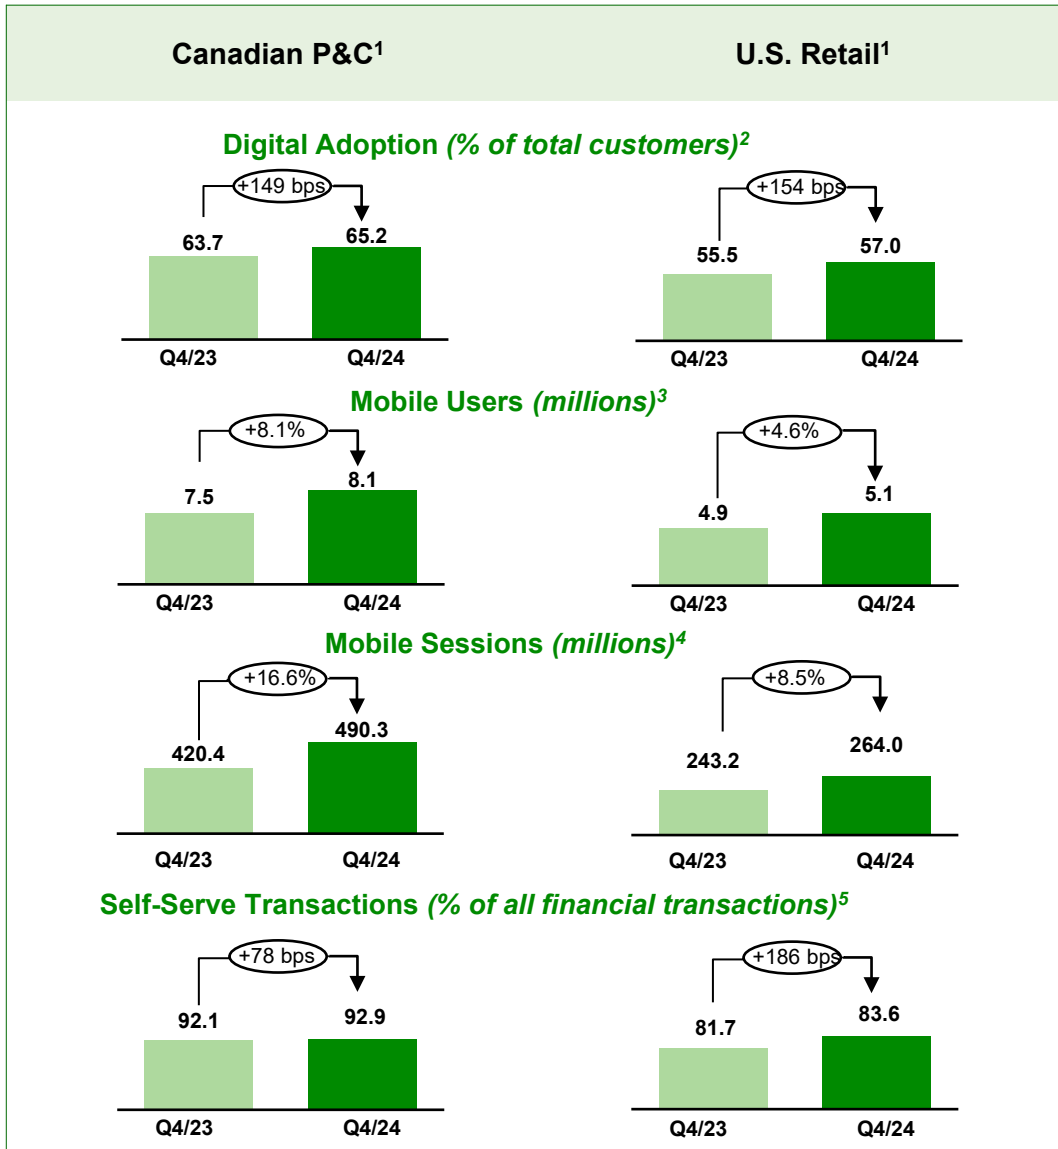 Canadian P&C¹ U.S. Retail¹
Digital Adoption (% of total customers)²
+149 bps +154 bps
63.7 65.2 55.5 57.0
Q4/23 Q4/24 Q4/23 Q4/24
Mobile Users (millions)³
+8.1% +4.6%
7.5 8.1 4.9 5.1
Q4/23 Q4/24 Q4/23 Q4/24
Mobile Sessions (millions)⁴
+16.6% +8.5%
420.4 490.3 243.2 264.0
Q4/23 Q4/24 Q4/23 Q4/24
Self-Serve Transactions (% of all financial transactions)⁵
+78 bps +186 bps
92.1 92.9 81.7 83.6
Q4/23 Q4/24 Q4/23 Q4/24